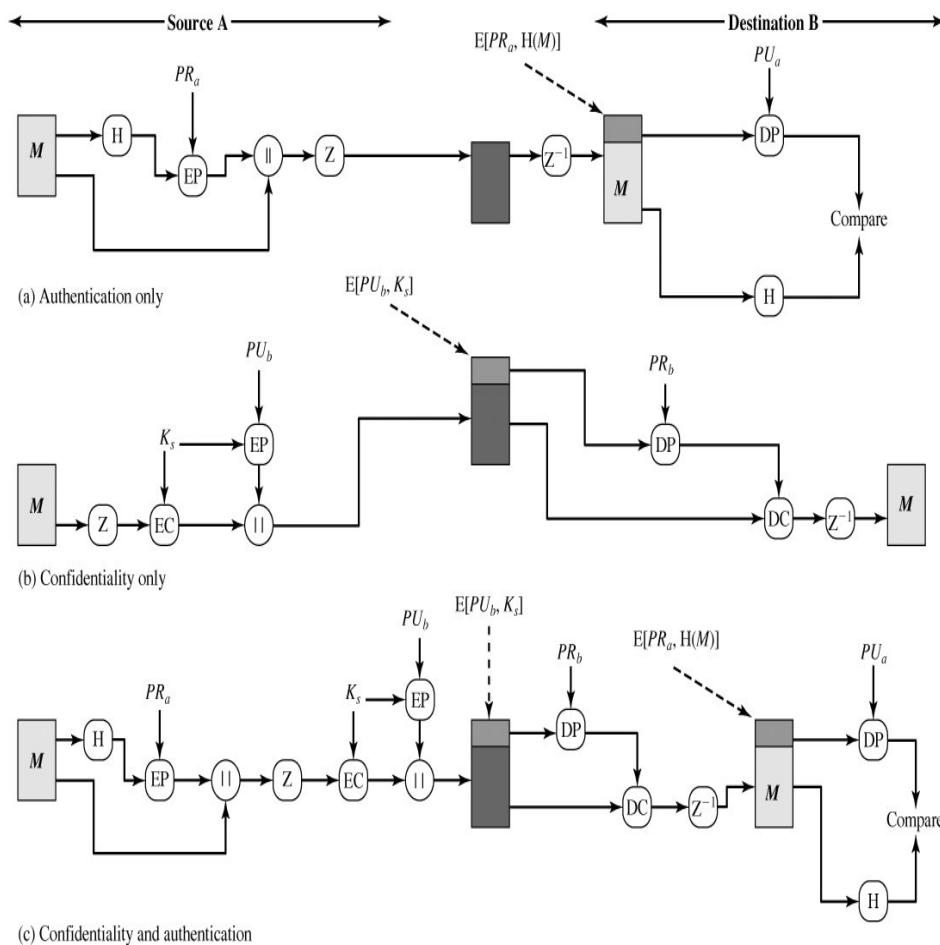 Source A
Destination B
E[PRa, H(M)]
PUa
PRa
M
H
EP
||
Z
Z−1
M
DP
Compare
H
(a) Authentication only
E[PUb, Ks]
PUb
PRb
Ks
EP
DP
M
Z
EC
||
DC
Z−1
M
(b) Confidentiality only
E[PUb, Ks]
PUb
E[PRa, H(M)]
PRb
PUa
PRa
Ks
EP
DP
DP
M
H
EP
||
Z
EC
||
DC
Z−1
M
Compare
H
(c) Confidentiality and authentication